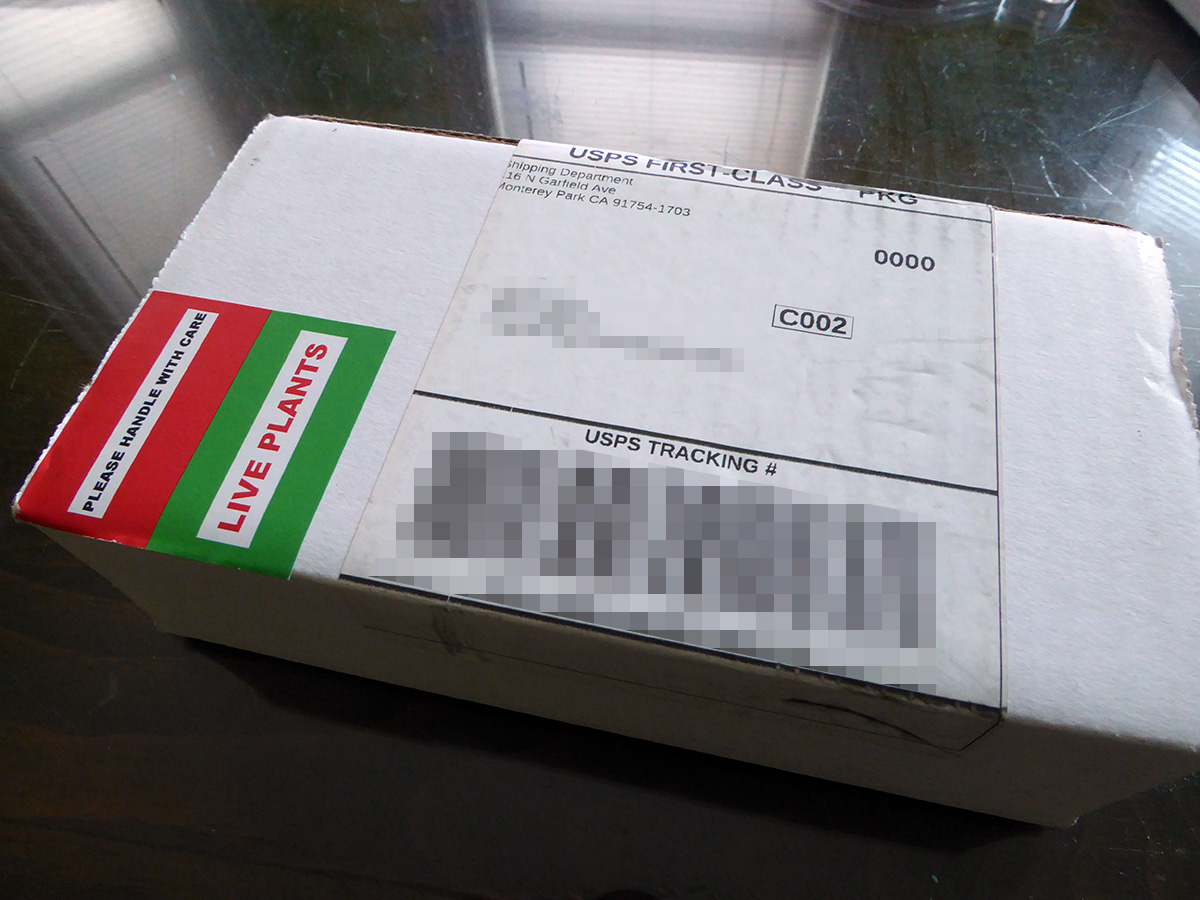 USPS FIRST-CLASS PKG
Shipping Department
16 N Garfield Ave
Monterey Park CA 91754-1703
0000
C002
USPS TRACKING #
PLEASE HANDLE WITH CARE
LIVE PLANTS